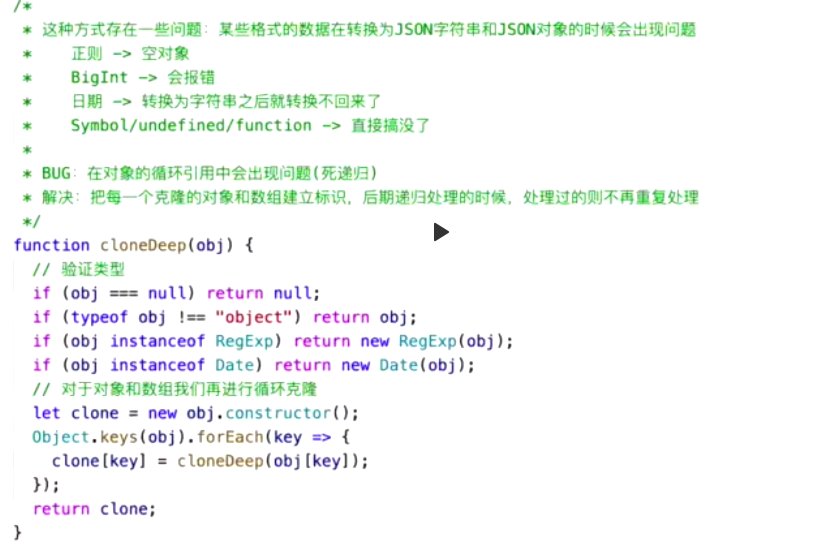 /*
 * 这种方式存在一些问题：某些格式的数据在转换为JSON字符串和JSON对象的时候会出现问题
 *    正则 -> 空对象
 *    BigInt -> 会报错
 *    日期 -> 转换为字符串之后就转换不回来了
 *    Symbol/undefined/function -> 直接搞没了
 *
 * BUG：在对象的循环引用中会出现问题(死递归)
 * 解决：把每一个克隆的对象和数组建立标识，后期递归处理的时候，处理过的则不再重复处理
 */
function cloneDeep(obj) {
  // 验证类型
  if (obj === null) return null;
  if (typeof obj !== "object") return obj;
  if (obj instanceof RegExp) return new RegExp(obj);
  if (obj instanceof Date) return new Date(obj);
  // 对于对象和数组我们再进行循环克隆
  let clone = new obj.constructor();
  Object.keys(obj).forEach(key => {
    clone[key] = cloneDeep(obj[key]);
  });
  return clone;
}